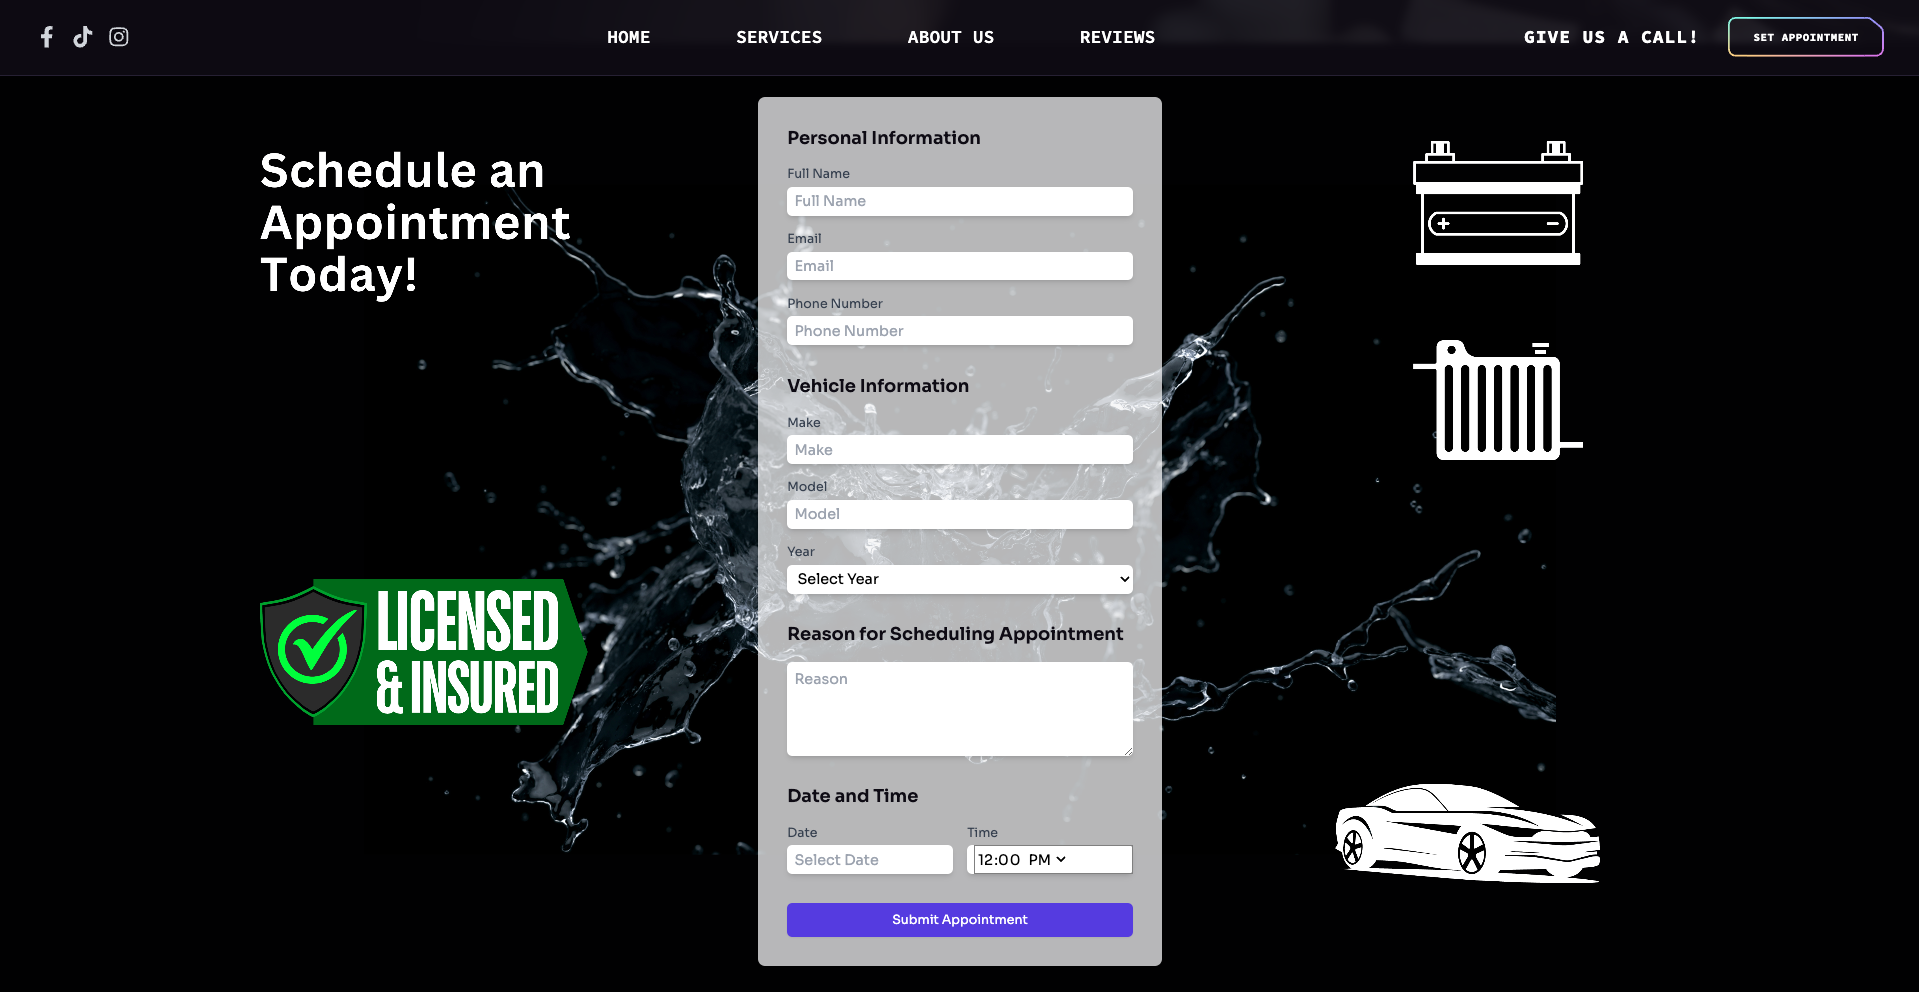 HOME
SERVICES
ABOUT US
REVIEWS
GIVE US A CALL!
SET APPOINTMENT
Schedule an
Appointment
Today!
LICENSED
& INSURED
Personal Information
Full Name
Full Name
Email
Email
Phone Number
Phone Number
Vehicle Information
Make
Make
Model
Model
Year
Select Year
Reason for Scheduling Appointment
Reason
Date and Time
Date
Time
Select Date
12:00 PM
Submit Appointment